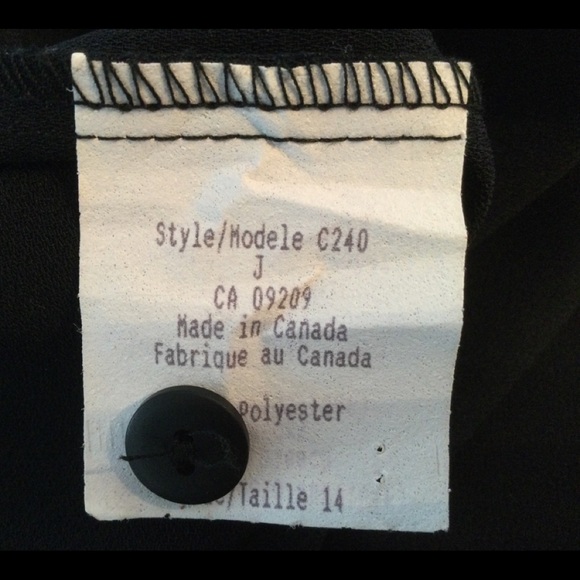 Style/Modele C240
J
CA 09209
Made in Canada
Fabrique au Canada
Polyester
Taille 14